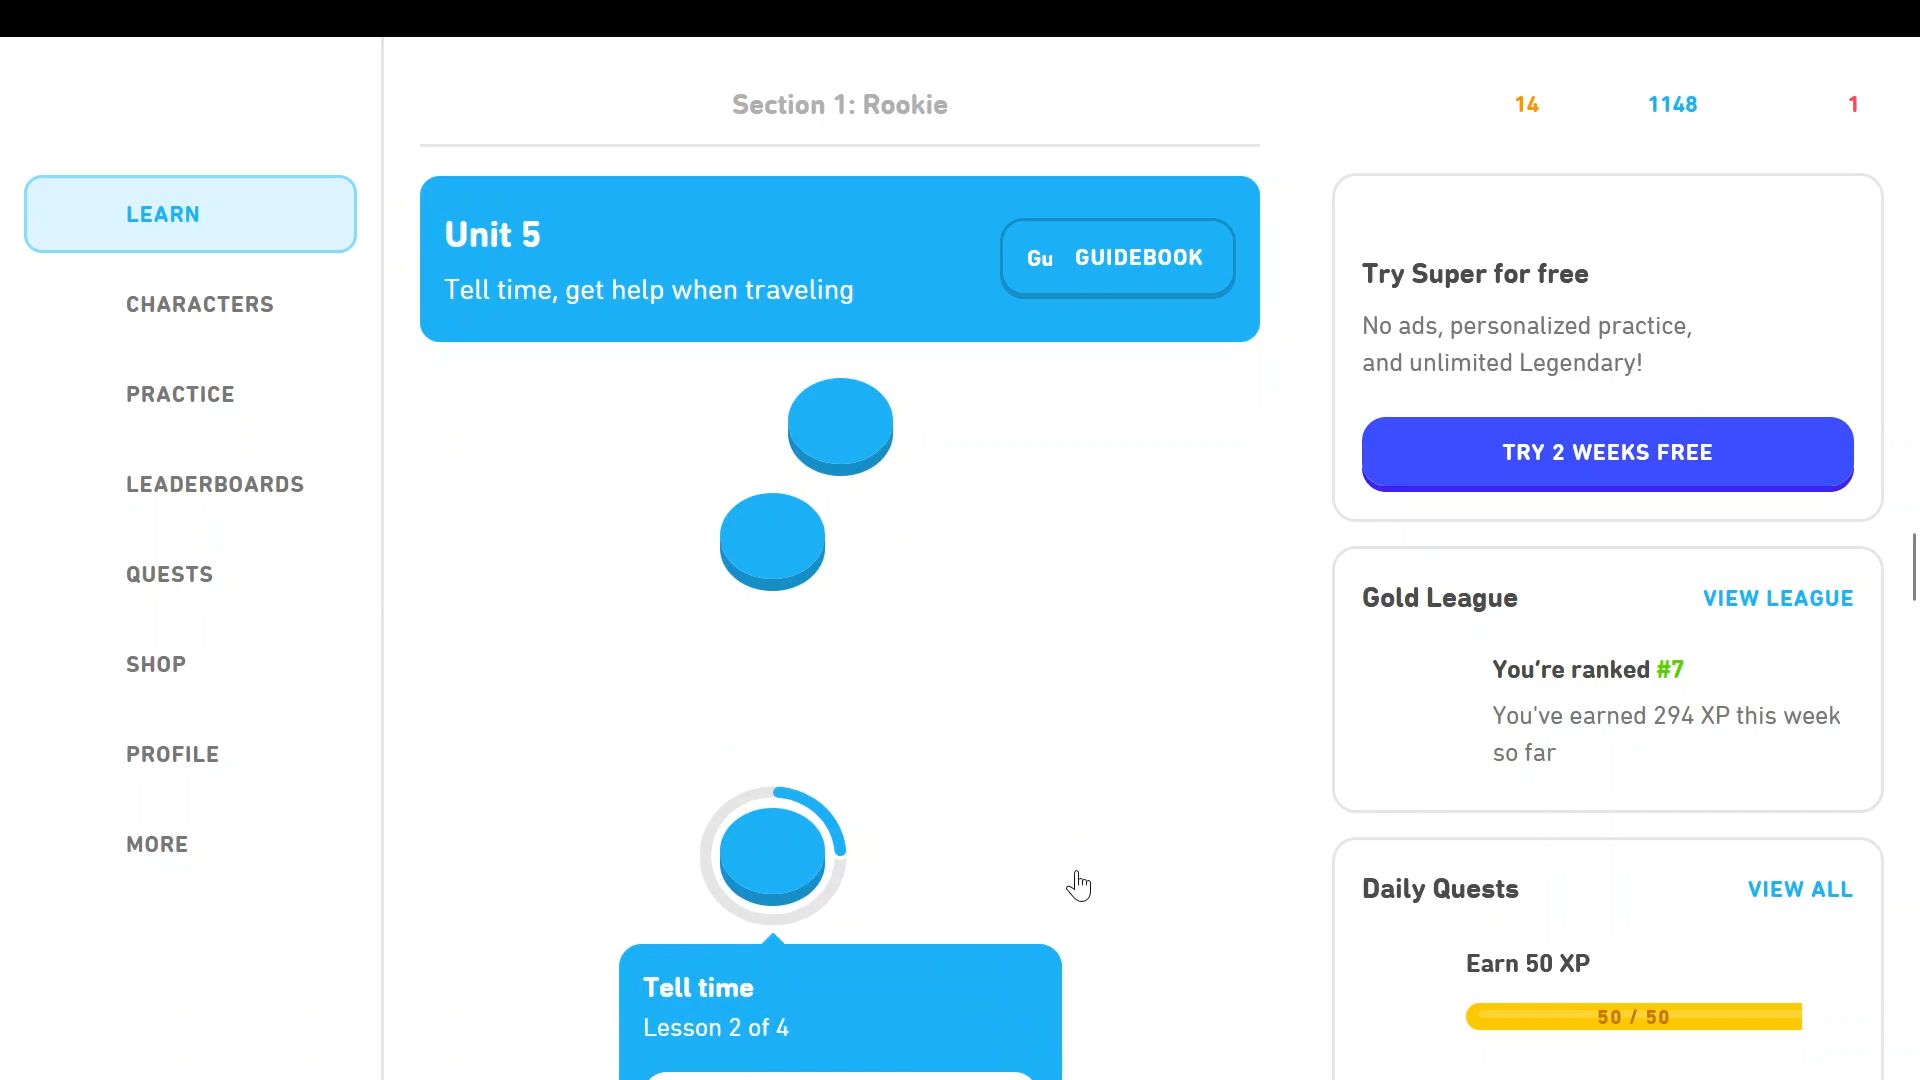 Section 1: Rookie
14
1148
1
LEARN
CHARACTERS
PRACTICE
LEADERBOARDS
QUESTS
SHOP
PROFILE
MORE
Unit 5
Tell time, get help when traveling
Gu GUIDEBOOK
Tell time
Lesson 2 of 4
Try Super for free
No ads, personalized practice,
and unlimited Legendary!
TRY 2 WEEKS FREE
Gold League
VIEW LEAGUE
You're ranked #7
You've earned 294 XP this week
so far
Daily Quests
VIEW ALL
Earn 50 XP
50 / 50